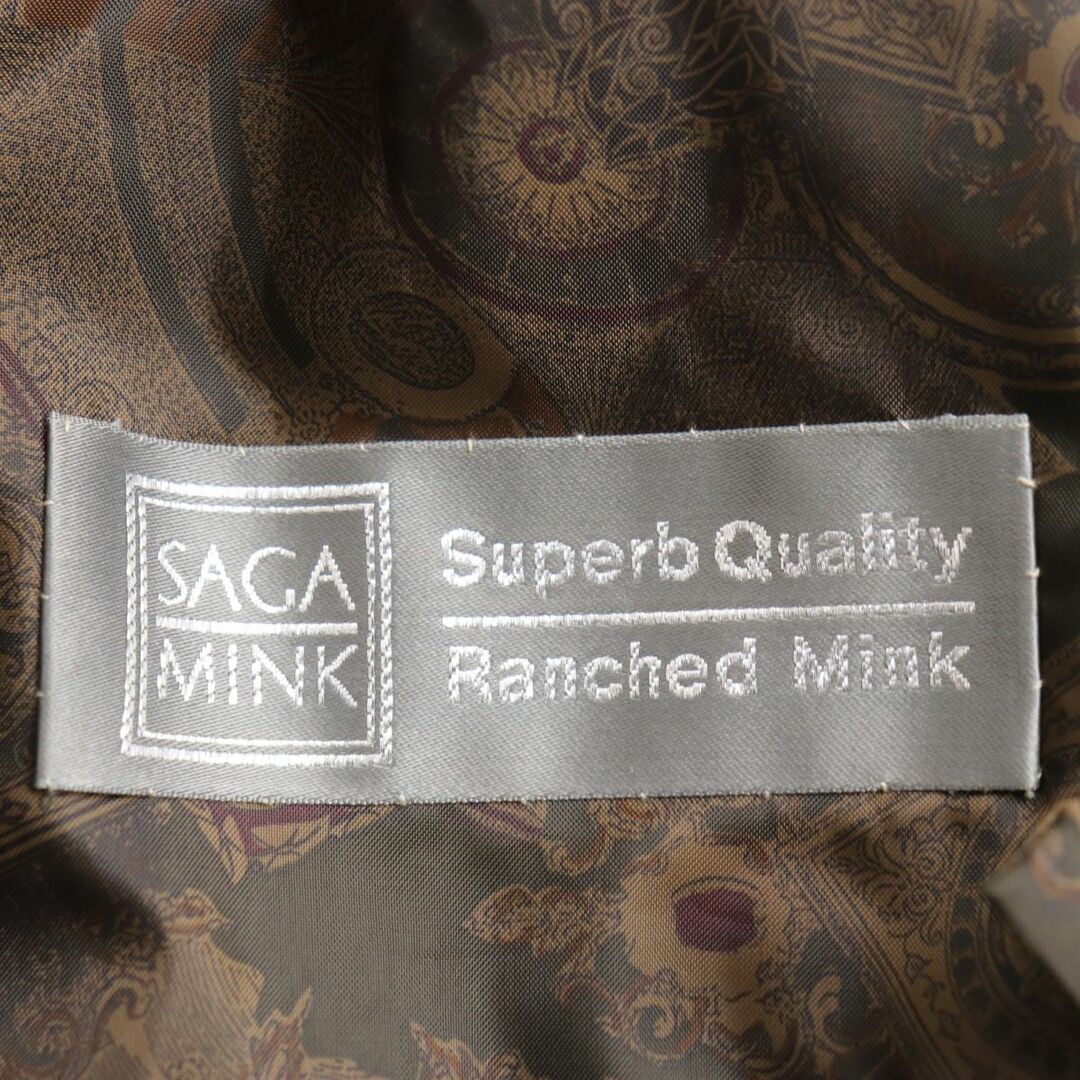 SAGA
MINK
Superb Quality
Ranched Mink